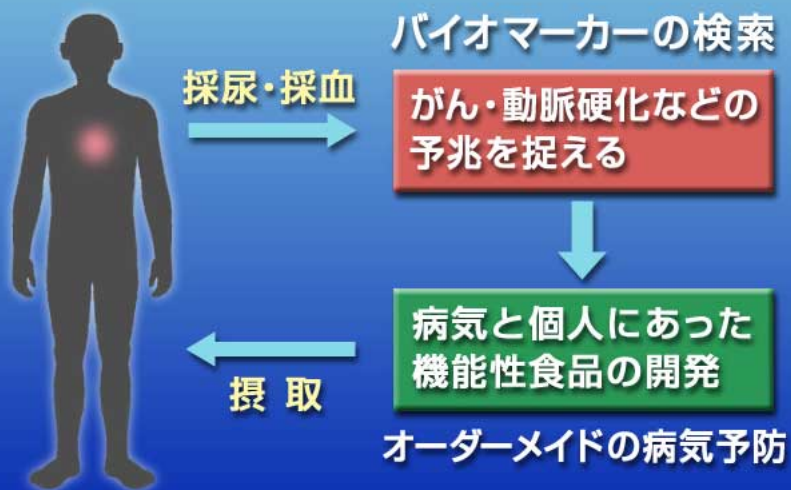 バイオマーカーの検索
採尿・採血
がん・動脈硬化などの
予兆を捉える
病気と個人にあった
機能性食品の開発
摂取
オーダーメイドの病気予防